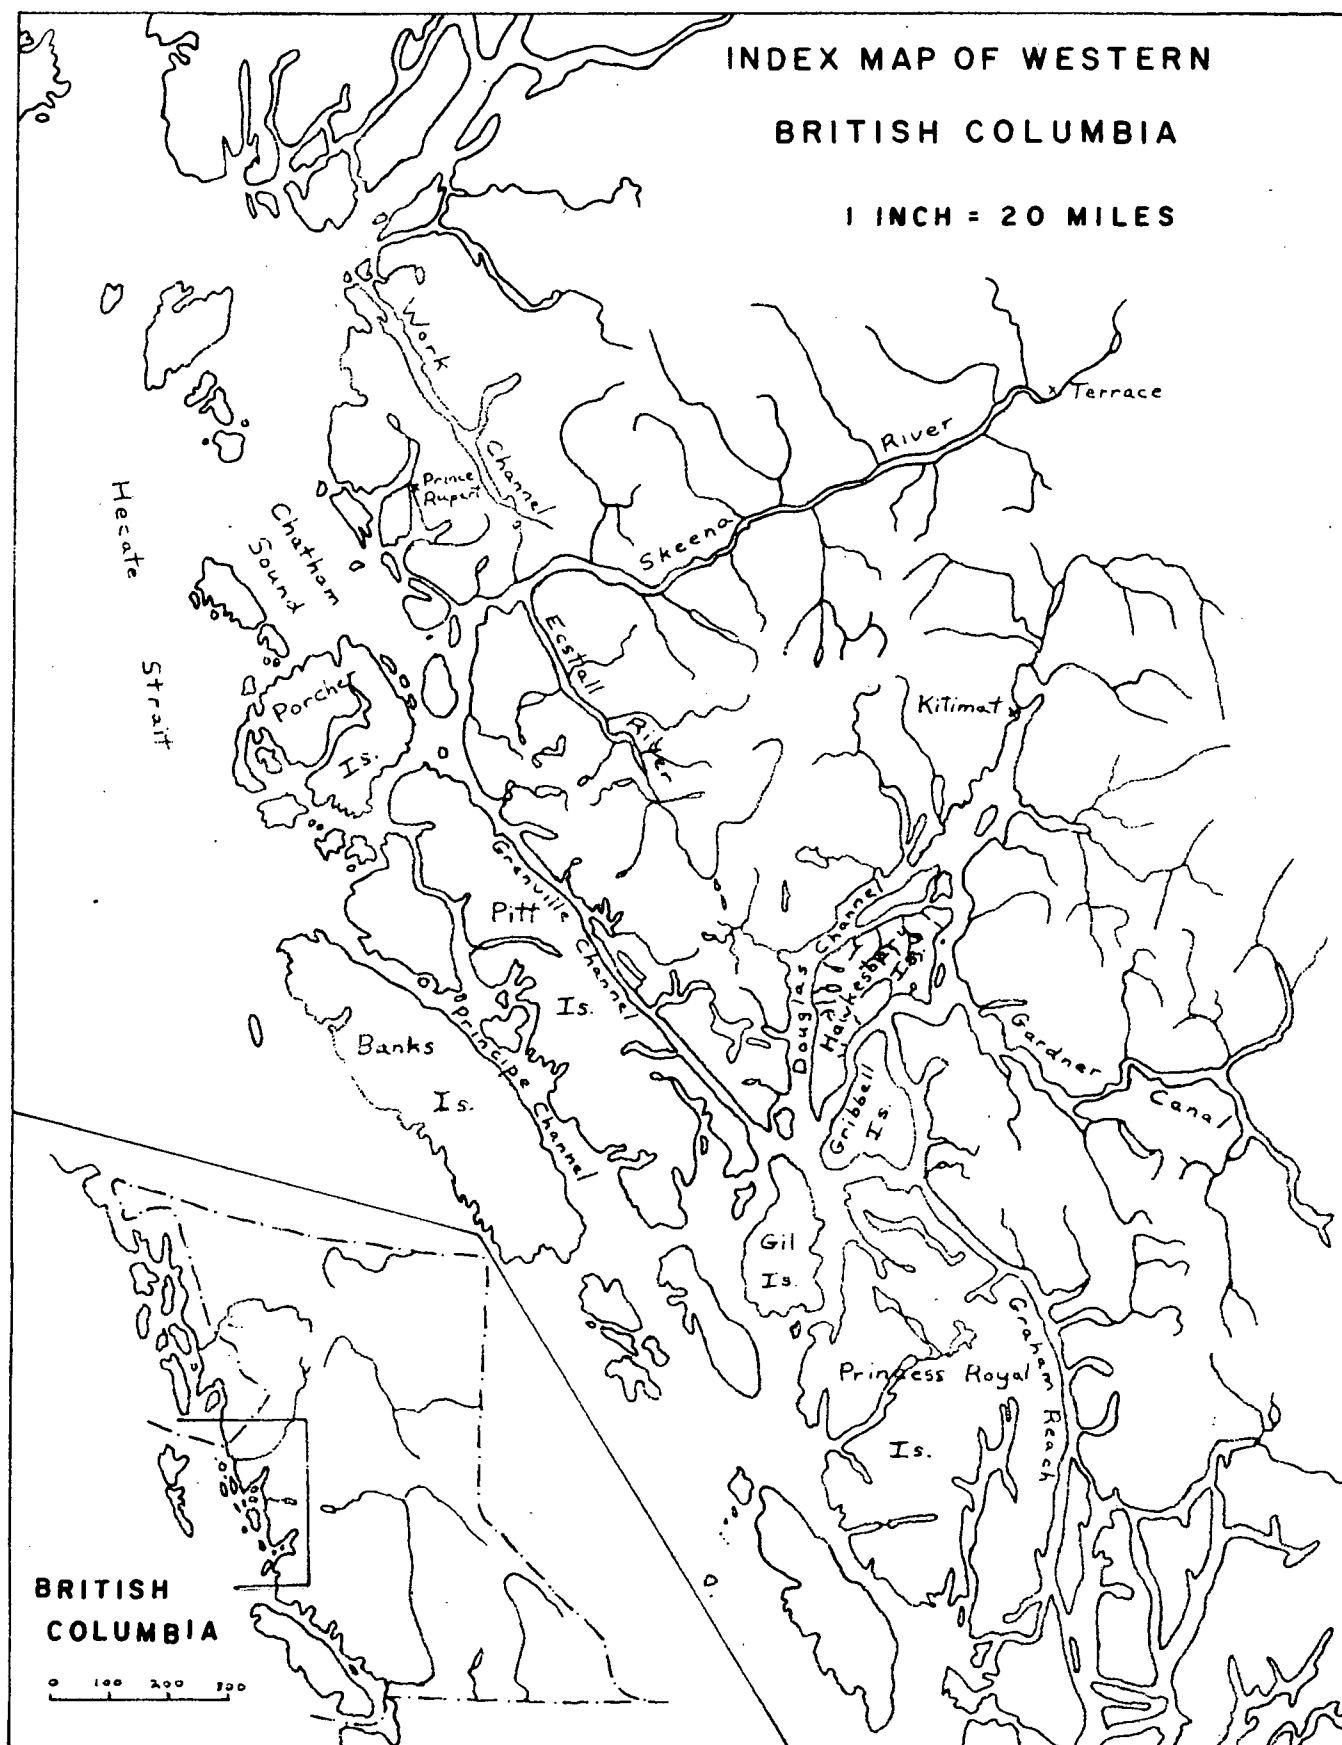 INDEX MAP OF WESTERN
BRITISH COLUMBIA
1 INCH = 20 MILES
Work
Channel
Terrace
River
Skeena
Prince
Rupert
Hecate
Strait
Chatham
Sound
Ecstall
River
Porcher
Is.
Kitimat
Grenville
Channel
Pitt
Is.
Douglas
Channel
Hawkesbury
Is.
Banks
Is.
Principe
Channel
Gardner
Canal
Gribbell
Is.
Gil
Is.
Graham
Reach
Princess Royal
Is.
BRITISH
COLUMBIA
0 100 200 300